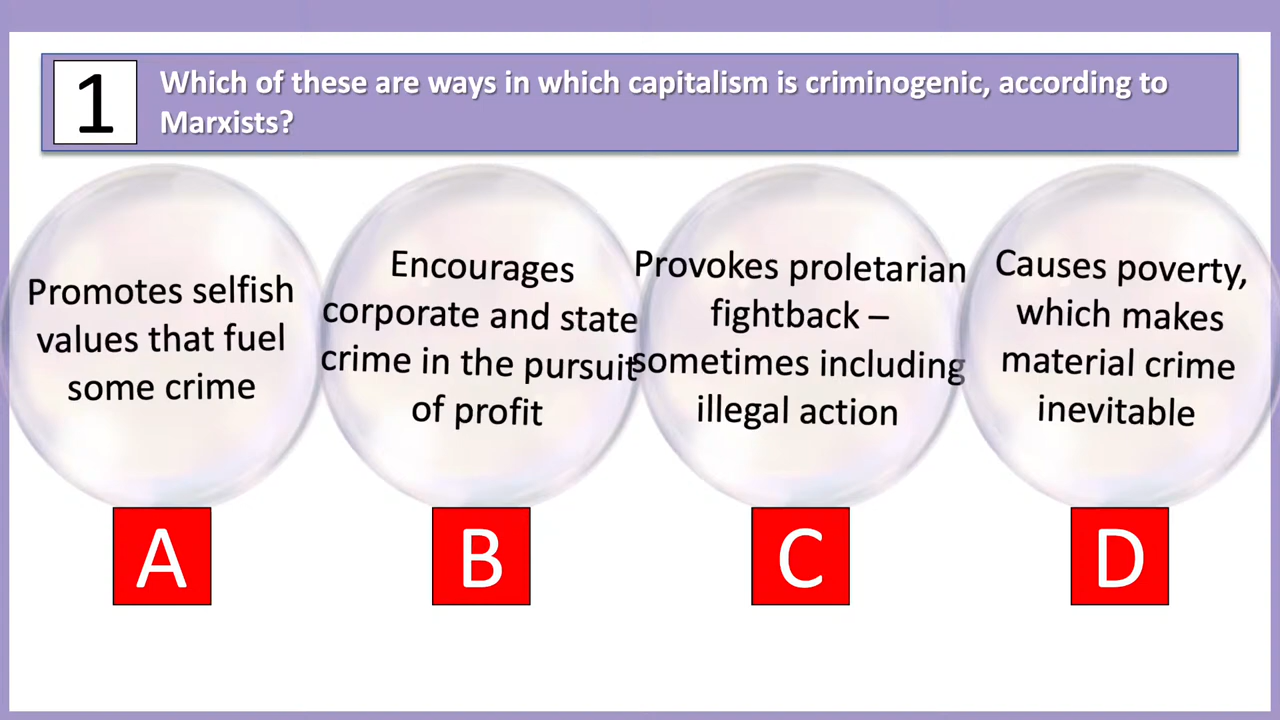 1
Which of these are ways in which capitalism is criminogenic, according to
Marxists?
Promotes selfish
values that fuel
some crime
Encourages
corporate and state
crime in the pursuit
of profit
Provokes proletarian
fightback –
sometimes including
illegal action
Causes poverty,
which makes
material crime
inevitable
A
B
C
D